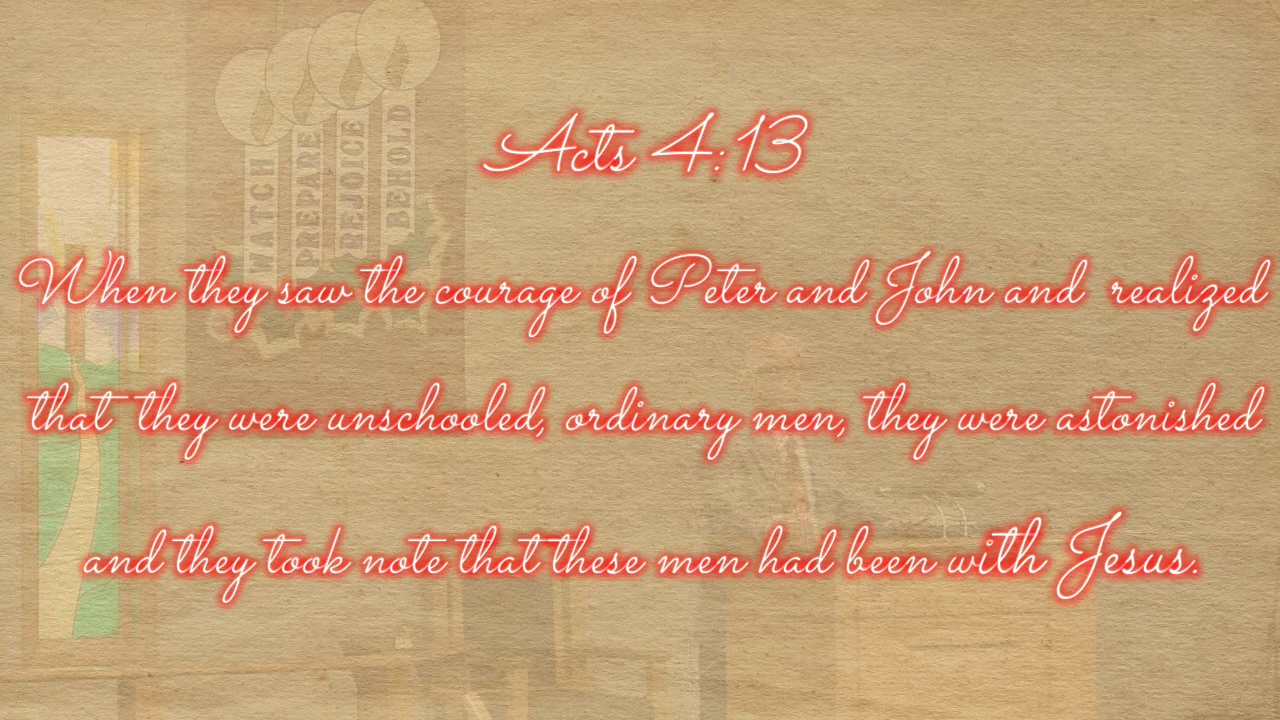 WATCH
PREPARE
REJOICE
BEHOLD
Acts 4:13
When they saw the courage of Peter and John and realized
that they were unschooled, ordinary men, they were astonished
and they took note that these men had been with Jesus.